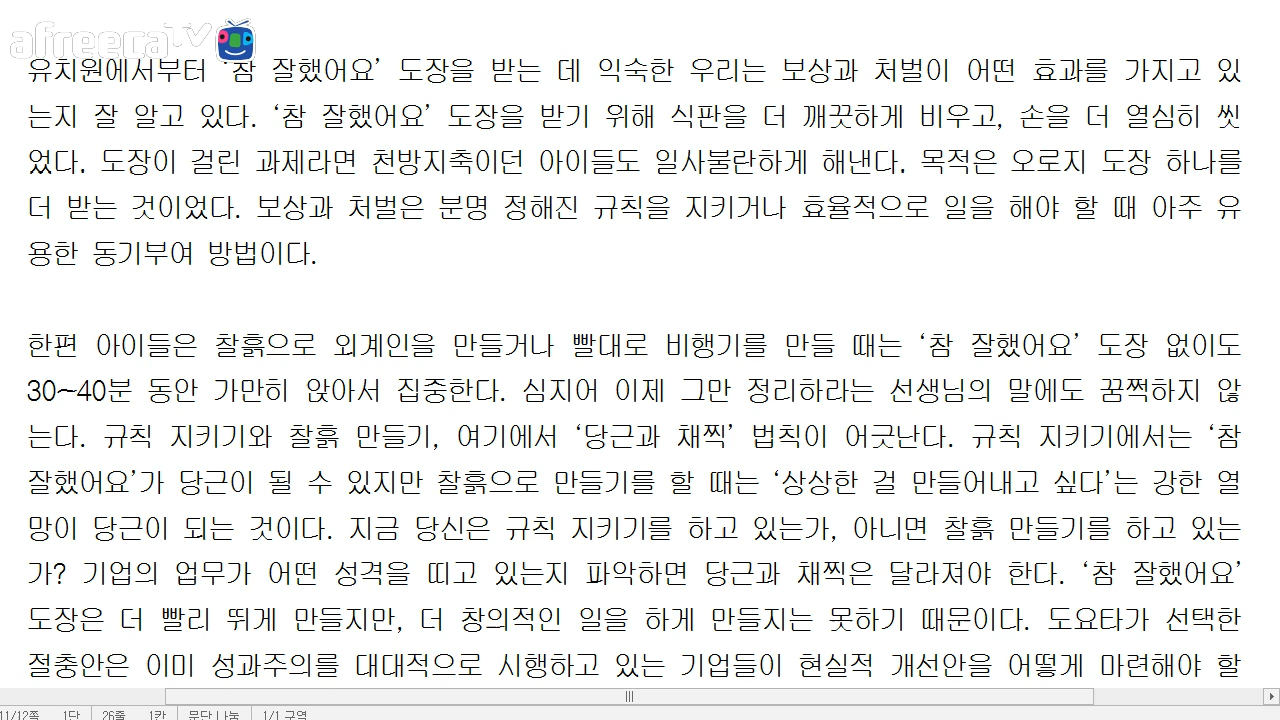 afreecaTV
유치원에서부터 ‘참 잘했어요’ 도장을 받는 데 익숙한 우리는 보상과 처벌이 어떤 효과를 가지고 있
는지 잘 알고 있다. ‘참 잘했어요’ 도장을 받기 위해 식판을 더 깨끗하게 비우고, 손을 더 열심히 씻
었다. 도장이 걸린 과제라면 천방지축이던 아이들도 일사불란하게 해낸다. 목적은 오로지 도장 하나를
더 받는 것이었다. 보상과 처벌은 분명 정해진 규칙을 지키거나 효율적으로 일을 해야 할 때 아주 유
용한 동기부여 방법이다.
한편 아이들은 찰흙으로 외계인을 만들거나 빨대로 비행기를 만들 때는 ‘참 잘했어요’ 도장 없이도
30~40분 동안 가만히 앉아서 집중한다. 심지어 이제 그만 정리하라는 선생님의 말에도 꿈쩍하지 않
는다. 규칙 지키기와 찰흙 만들기, 여기에서 ‘당근과 채찍’ 법칙이 어긋난다. 규칙 지키기에서는 ‘참
잘했어요’가 당근이 될 수 있지만 찰흙으로 만들기를 할 때는 ‘상상한 걸 만들어내고 싶다’는 강한 열
망이 당근이 되는 것이다. 지금 당신은 규칙 지키기를 하고 있는가, 아니면 찰흙 만들기를 하고 있는
가? 기업의 업무가 어떤 성격을 띠고 있는지 파악하면 당근과 채찍은 달라져야 한다. ‘참 잘했어요’
도장은 더 빨리 뛰게 만들지만, 더 창의적인 일을 하게 만들지는 못하기 때문이다. 도요타가 선택한
절충안은 이미 성과주의를 대대적으로 시행하고 있는 기업들이 현실적 개선안을 어떻게 마련해야 할
11/12쪽 1단 26줄 1칸 문단 나눔 1/1 구역